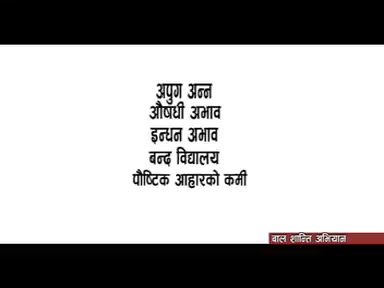 अपुग अन्न
औषधी अभाव
इन्धन अभाव
बन्द विद्यालय
पौष्टिक आहारको कमी
बाल शान्ति अभियान